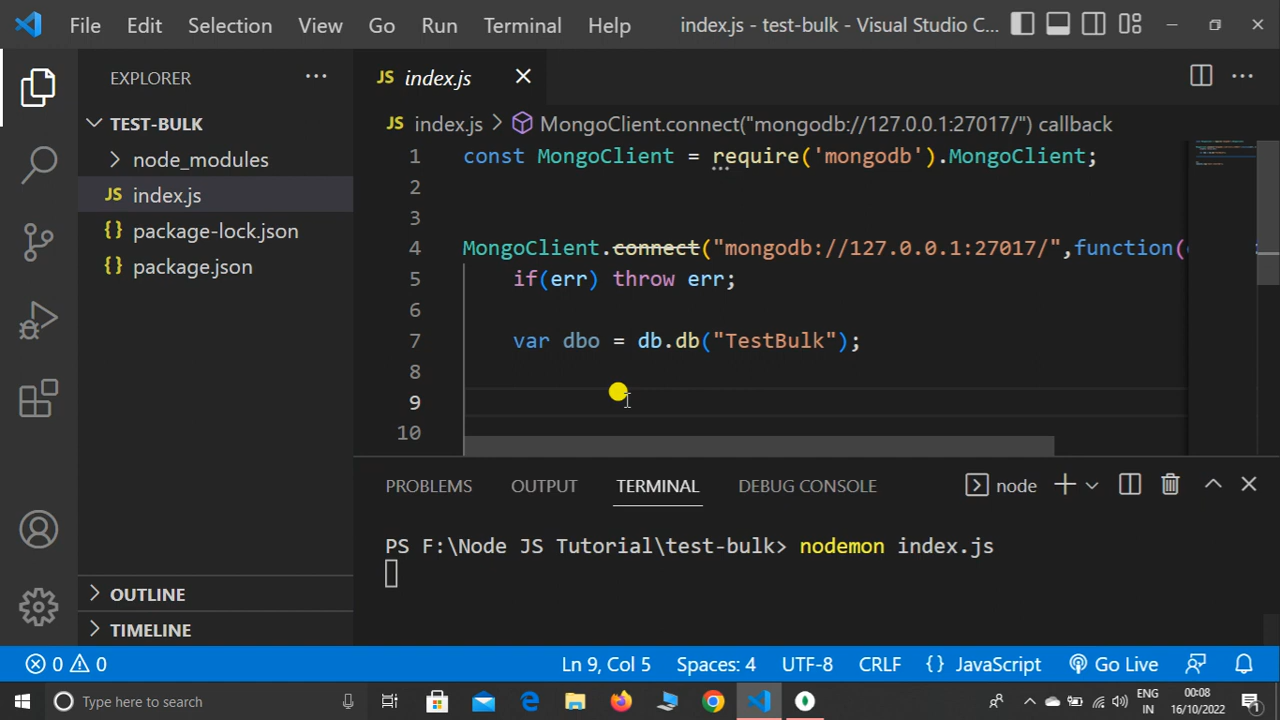 File Edit Selection View Go Run Terminal Help index.js - test-bulk - Visual Studio C...
EXPLORER ...
TEST-BULK
node_modules
JS index.js
{} package-lock.json
{} package.json
OUTLINE
TIMELINE
JS index.js
JS index.js > MongoClient.connect("mongodb://127.0.0.1:27017/") callback
1 const MongoClient = require('mongodb').MongoClient;
2
3
4 MongoClient.connect("mongodb://127.0.0.1:27017/",function(
5 if(err) throw err;
6
7 var dbo = db.db("TestBulk");
8
9
10
PROBLEMS OUTPUT TERMINAL DEBUG CONSOLE node
PS F:\Node JS Tutorial\test-bulk> nodemon index.js
0 0 Ln 9, Col 5 Spaces: 4 UTF-8 CRLF {} JavaScript Go Live
Type here to search ENG 00:08
IN 16/10/2022 1